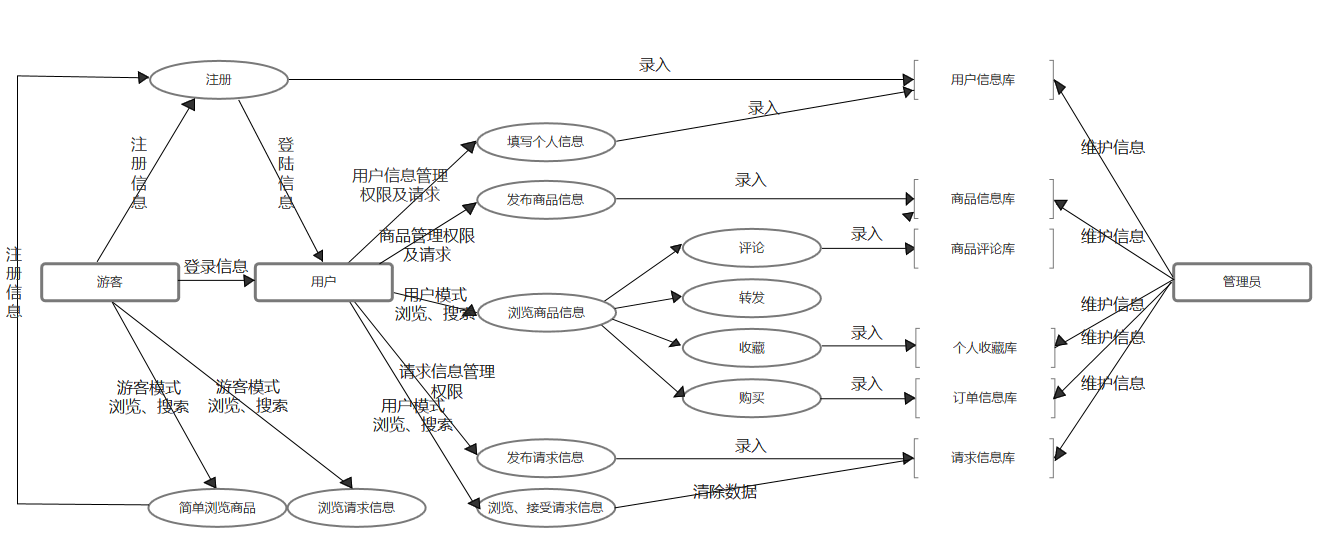 录入
注册
用户信息库
录入
注
册
信
息
登
陆
信
息
填写个人信息
维护信息
用户信息管理
权限及请求
录入
发布商品信息
商品信息库
商品管理权限
及请求
录入
维护信息
评论
商品评论库
注
册
信
息
登录信息
游客
用户
管理员
用户模式
浏览、搜索
转发
浏览商品信息
维护信息
录入
维护信息
收藏
个人收藏库
请求信息管理
权限
录入
维护信息
游客模式
浏览、搜索
游客模式
浏览、搜索
购买
订单信息库
用户模式
浏览、搜索
录入
发布请求信息
请求信息库
清除数据
简单浏览商品
浏览请求信息
浏览、接受请求信息